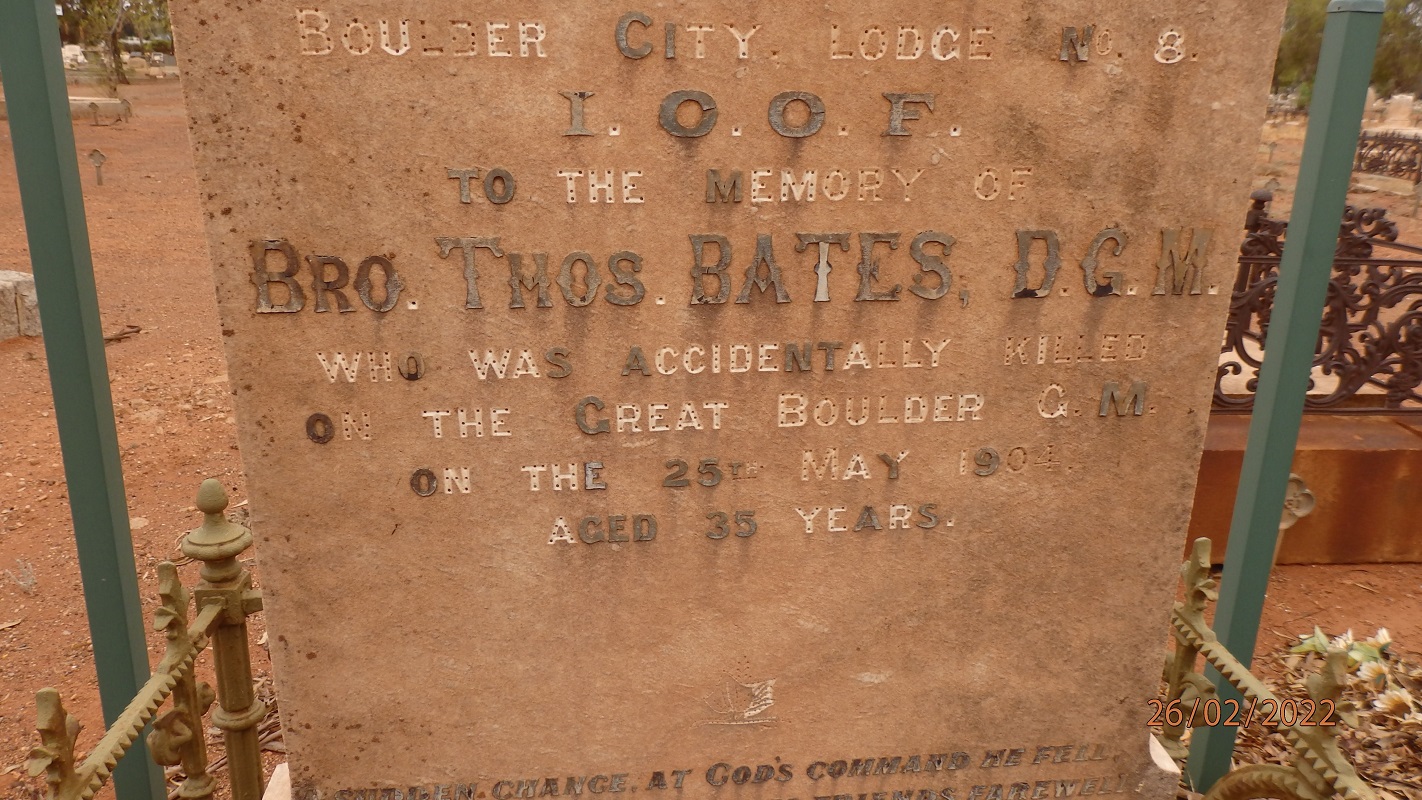 BOULDER CITY, LODGE No. 8.
I. O. O. F.
TO THE MEMORY OF
BRO. THOS. BATES, D.G.M.
WHO WAS ACCIDENTALLY KILLED
ON THE GREAT BOULDER G. M.
ON THE 25TH MAY 1904.
AGED 35 YEARS.
A SUDDEN CHANCE, AT GOD'S COMMAND HE FELL
FRIENDS FAREWELL
26/02/2022